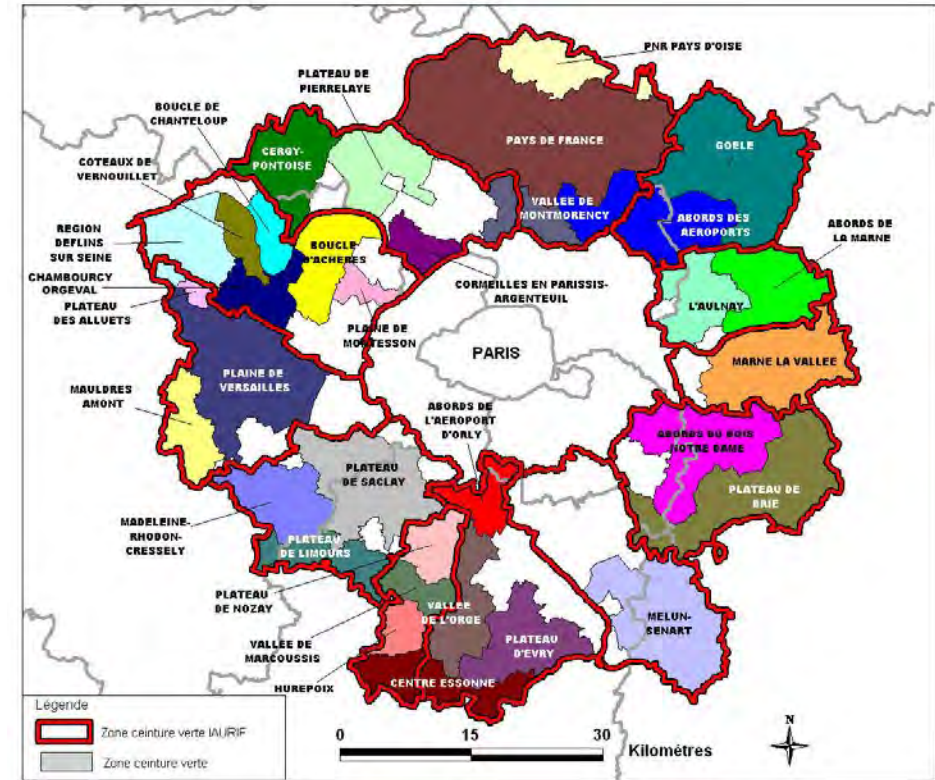 PNR PAYS D'OISE
PLATEAU DE
PIERRELAYE
BOUCLE DE
CHANTELOUP
CERGY-
PONTOISE
PAYS DE FRANCE
GOELE
COTEAUX DE
VERNOUILLET
VALLEE DE
MONTMORENCY
ABORDS DES
AEROPORTS
ABORDS DE
LA MARNE
REGION
DEFLINS
SUR SEINE
BOUCLE
D'ACHERES
CHAMBOURCY
ORGEVAL
PLATEAU
DES ALLUETS
CORMEILLES EN PARISSIS-
ARGENTEUIL
L'AULNAY
PLAINE DE
MONTESSON
PARIS
MARNE LA VALLEE
PLAINE DE
VERSAILLES
MAULDRES
AMONT
ABORDS DE
L'AEROPORT
D'ORLY
ABORDS DU BOIS
NOTRE DAME
PLATEAU
DE SACLAY
PLATEAU DE
BRIE
MADELEINE-
RHODON-
CRESSELY
PLATEAU
DE LIMOURS
PLATEAU
DE NOZAY
VALLEE
DE L'ORGE
MELUN-
SENART
VALLEE DE
MARCOUSSIS
PLATEAU
D'EVRY
HUREPOIX
CENTRE ESSONNE
Légende
Zone ceinture verte IAURIF
Zone ceinture verte
0 15 30
Kilométres
N